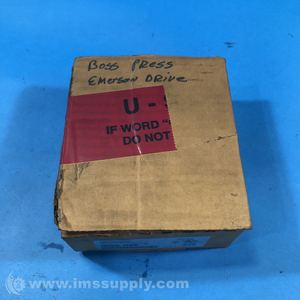 BOSS PRESS
EMERSON DRIVE
U -
IF WORD "
DO NOT
© www.imssupply.com